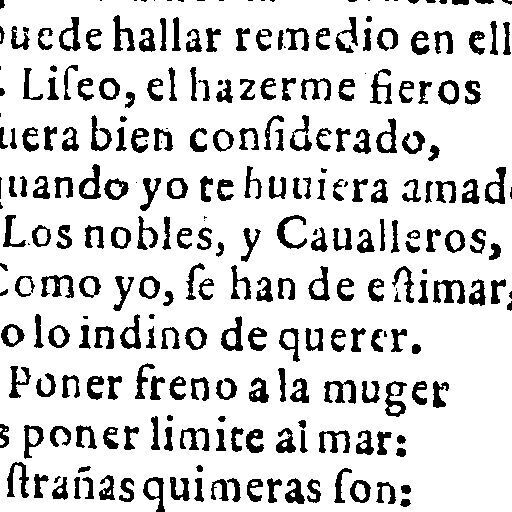 puede hallar remedio en ell
. Liſeo, el hazerme fieros
uera bien conſiderado,
quando yo te huuiera amad
Los nobles, y Caualleros,
Como yo, ſe han de eſtimar,
o lo indino de querer.
Poner freno a la muger
s poner limite al mar:
ſtrañas quimeras ſon: